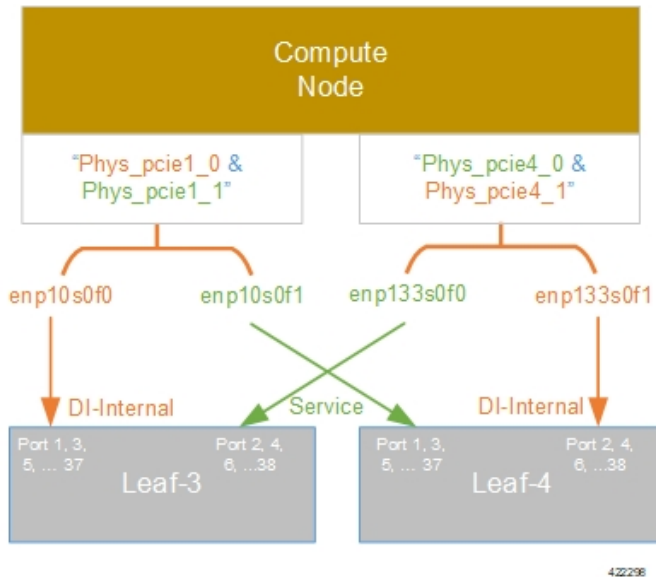 Compute
Node
"Phys_pcie1_0 &
Phys_pcie1_1"
"Phys_pcie4_0 &
Phys_pcie4_1"
enp10s0f0
enp10s0f1
enp133s0f0
enp133s0f1
DI-Internal
Service
DI-Internal
Port 1, 3,
5, ... 37
Port 2, 4,
6, ...38
Leaf-3
Port 1, 3,
5, ... 37
Port 2, 4,
6, ...38
Leaf-4
422298